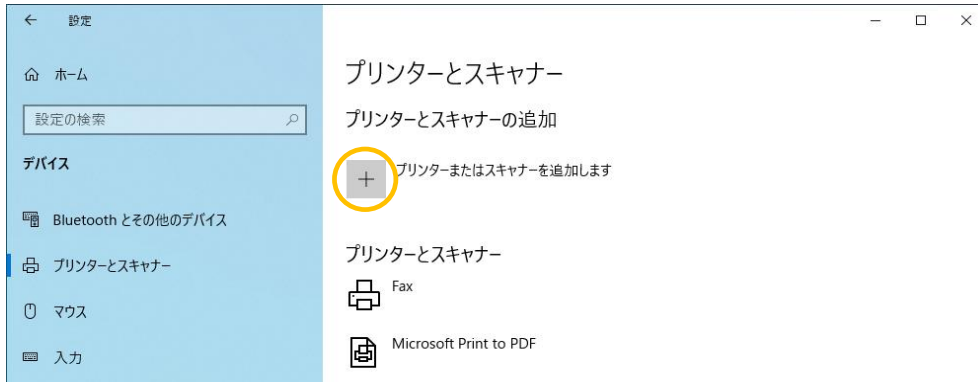 設定
ホーム
設定の検索
デバイス
Bluetooth とその他のデバイス
プリンターとスキャナー
マウス
入力
プリンターとスキャナー
プリンターとスキャナーの追加
プリンターまたはスキャナーを追加します
プリンターとスキャナー
Fax
Microsoft Print to PDF